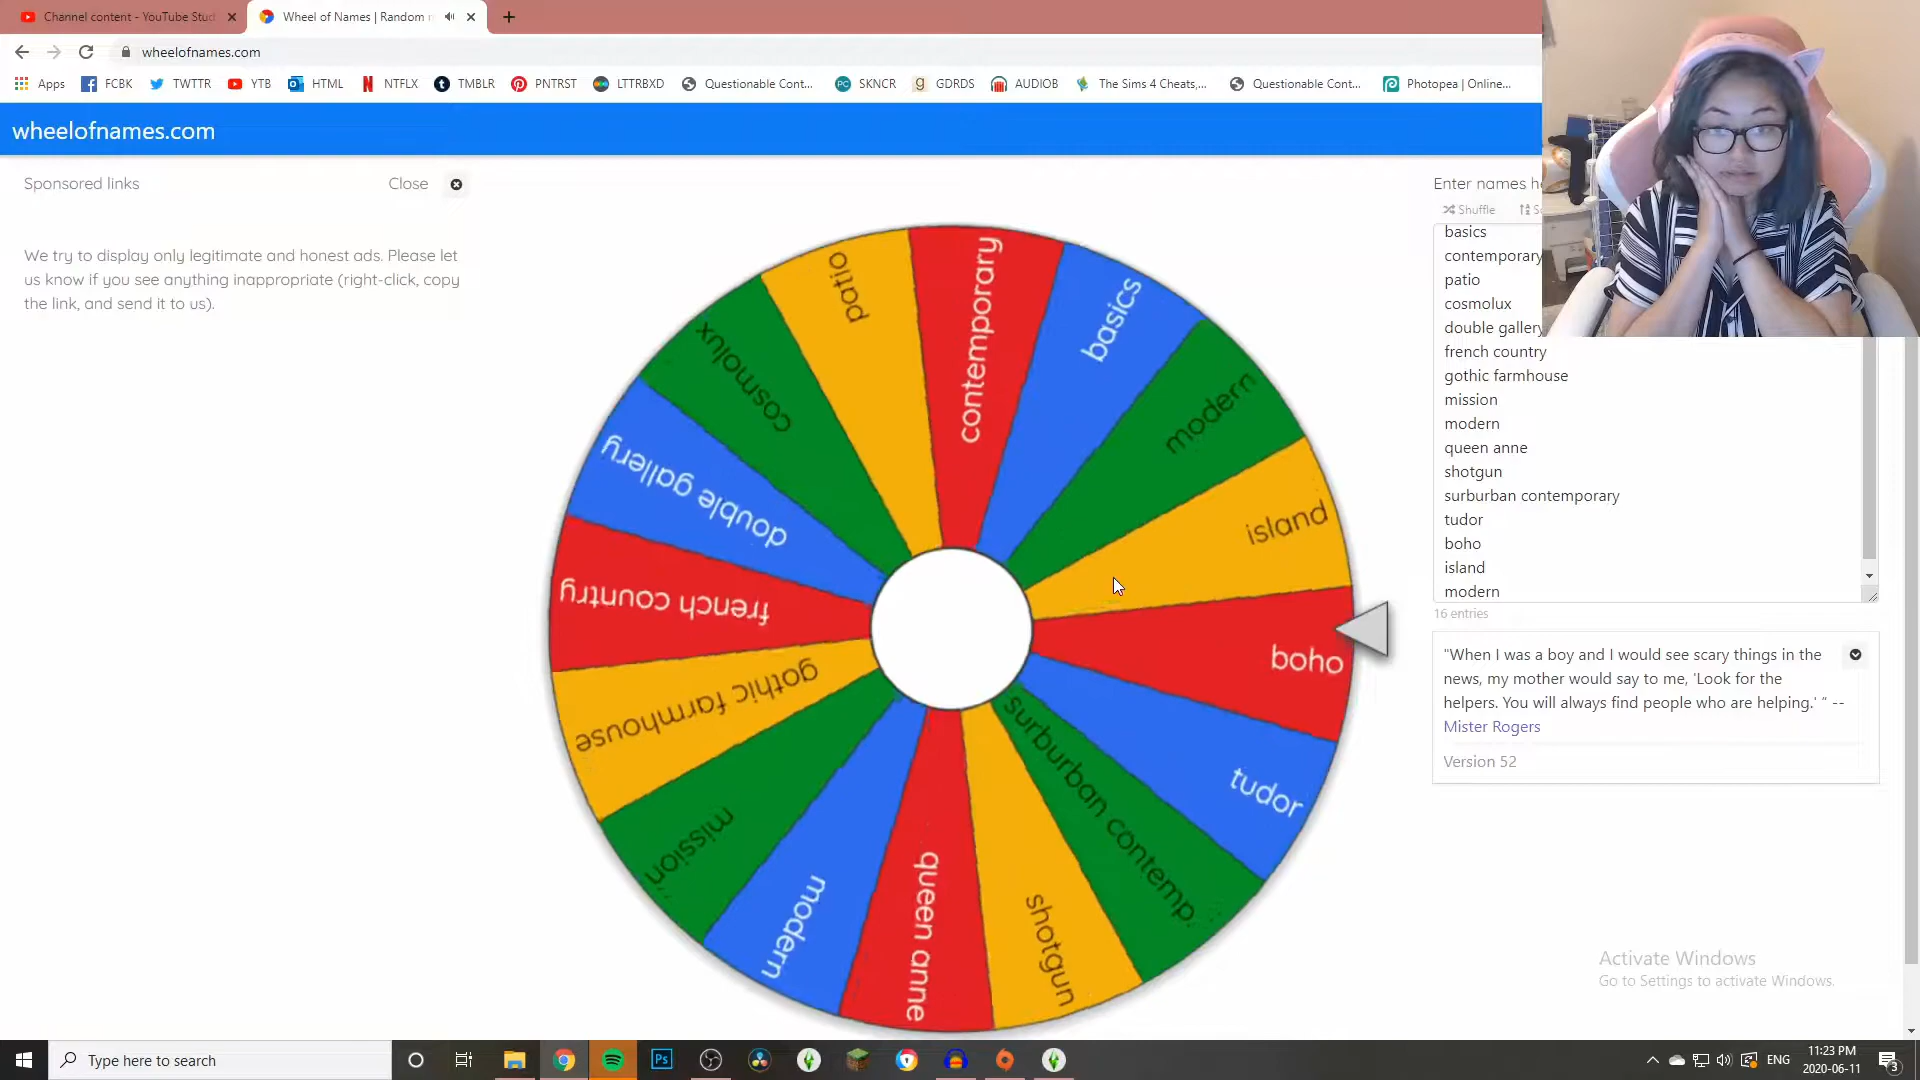 Channel content - YouTube Stud
Wheel of Names | Random
wheelofnames.com
Apps
FCBK
TWTTR
YTB
HTML
NTFLX
TMBLR
PNTRST
LTTRBXD
Questionable Cont...
SKNCR
GDRDS
AUDIOB
The Sims 4 Cheats,...
Questionable Cont...
Photopea | Online...
wheelofnames.com
Sponsored links
Close
We try to display only legitimate and honest ads. Please let
us know if you see anything inappropriate (right-click, copy
the link, and send it to us).
contemporary
basics
modern
island
boho
tudor
surburban contemp.
shotgun
queen anne
modern
mission
gothic farmhouse
french country
double gallery
cosmolux
patio
Enter names h
Shuffle
basics
contemporary
patio
cosmolux
double gallery
french country
gothic farmhouse
mission
modern
queen anne
shotgun
surburban contemporary
tudor
boho
island
modern
16 entries
"When I was a boy and I would see scary things in the
news, my mother would say to me, 'Look for the
helpers. You will always find people who are helping.' " --
Mister Rogers
Version 52
Activate Windows
Go to Settings to activate Windows.
Type here to search
Ps
ENG
11:23 PM
2020-06-11
3